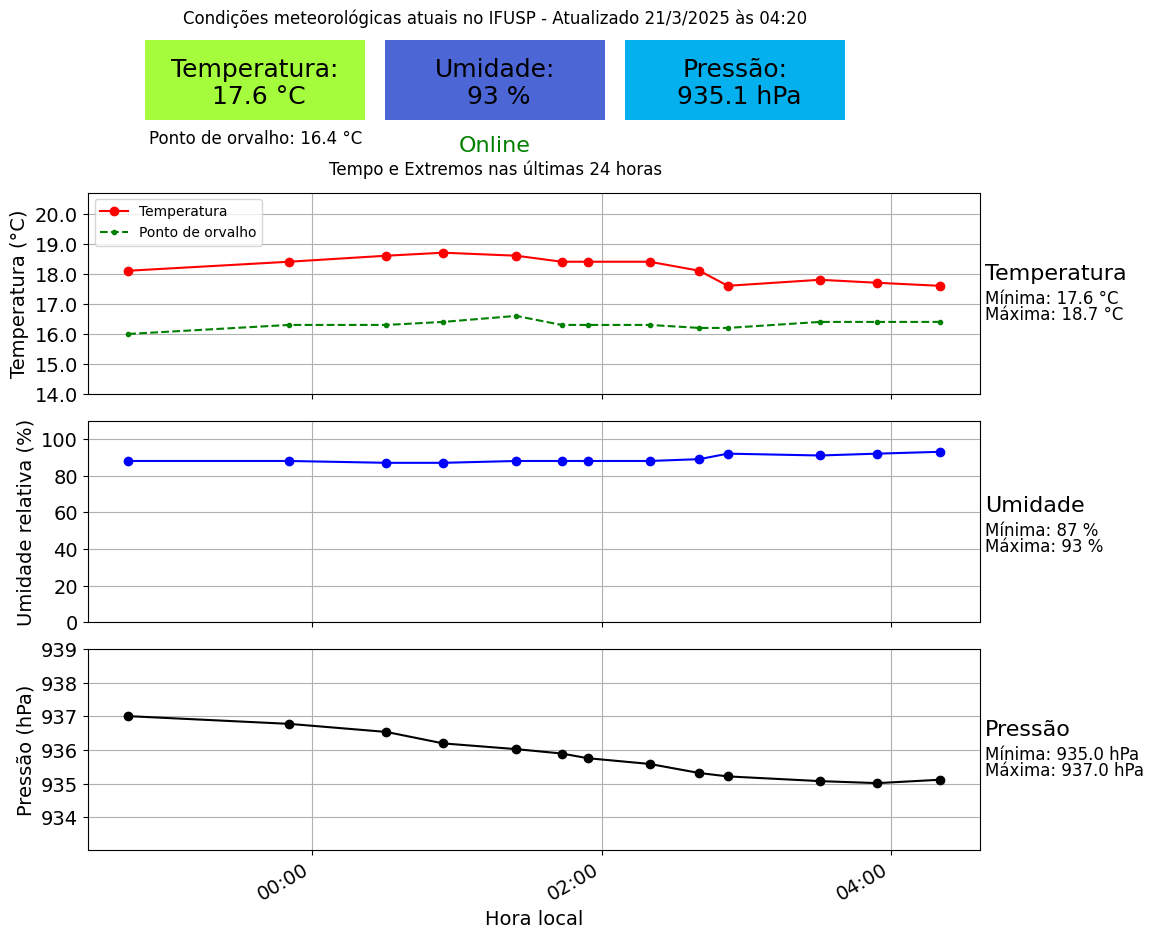 Condições meteorológicas atuais no IFUSP - Atualizado 21/3/2025 às 04:20
Temperatura:
17.6 °C
Umidade:
93 %
Pressão:
935.1 hPa
Ponto de orvalho: 16.4 °C
Online
Tempo e Extremos nas últimas 24 horas
Temperatura (°C)
20.0
19.0
18.0
17.0
16.0
15.0
14.0
Temperatura
Ponto de orvalho
Temperatura
Mínima: 17.6 °C
Máxima: 18.7 °C
Umidade relativa (%)
100
80
60
40
20
0
Umidade
Mínima: 87 %
Máxima: 93 %
Pressão (hPa)
939
938
937
936
935
934
Pressão
Mínima: 935.0 hPa
Máxima: 937.0 hPa
00:00
02:00
04:00
Hora local